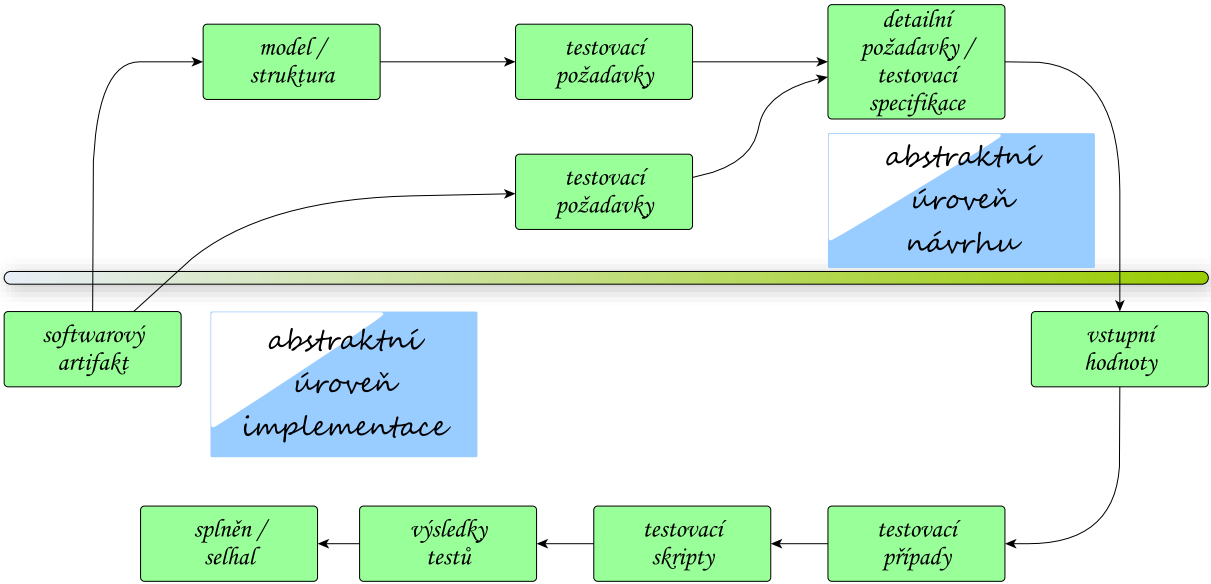 model /
struktura
testovací
požadavky
detailní
požadavky /
testovací
specifikace
testovací
požadavky
abstraktní
úroveň
návrhu
softwarový
artifakt
abstraktní
úroveň
implementace
vstupní
hodnoty
splněn /
selhal
výsledky
testů
testovací
skripty
testovací
případy